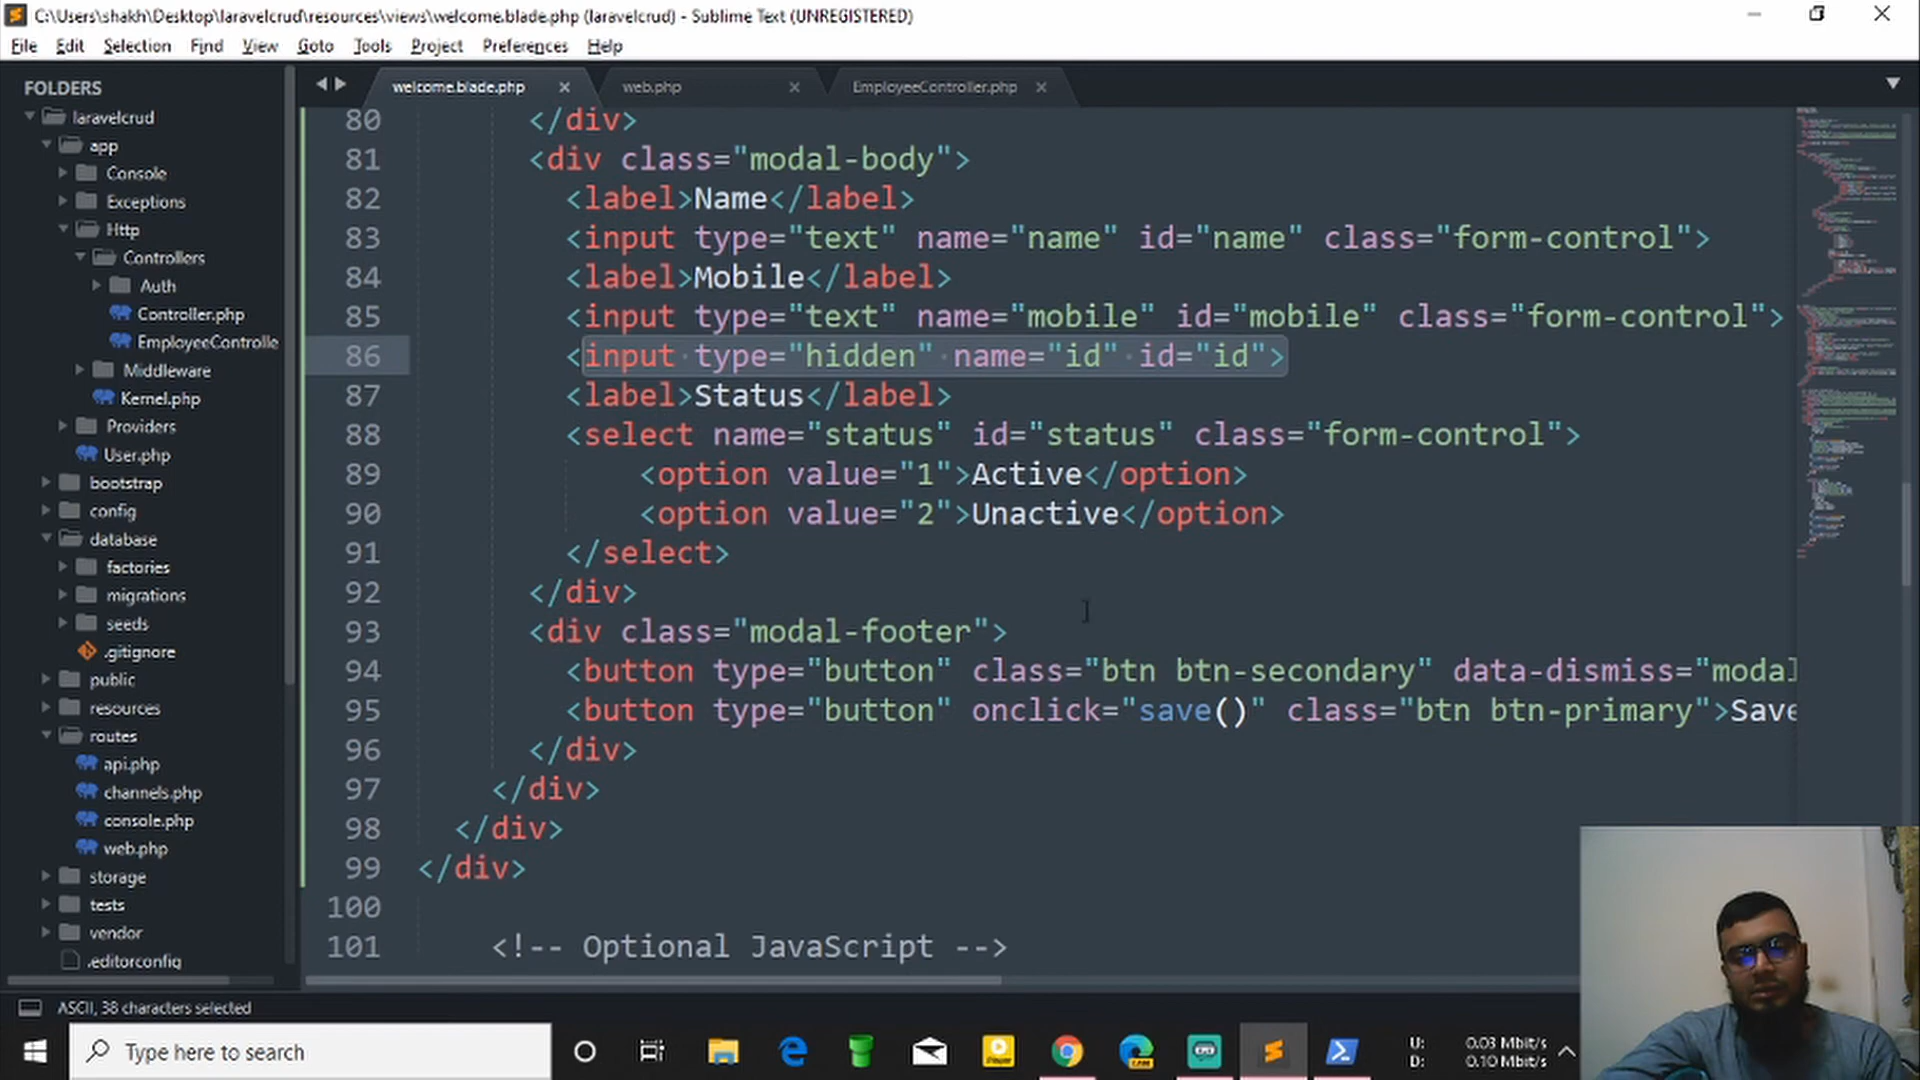 C:\Users\shakh\Desktop\laravelcrud\resources\views\welcome.blade.php (laravelcrud) - Sublime Text (UNREGISTERED)
File Edit Selection Find View Goto Tools Project Preferences Help
FOLDERS
laravelcrud
app
Console
Exceptions
Http
Controllers
Auth
Controller.php
EmployeeControlle
Middleware
Kernel.php
Providers
User.php
bootstrap
config
database
factories
migrations
seeds
.gitignore
public
resources
routes
api.php
channels.php
console.php
web.php
storage
tests
vendor
.editorconfig
welcome.blade.php web.php EmployeeController.php
80 </div>
81 <div class="modal-body">
82 <label>Name</label>
83 <input type="text" name="name" id="name" class="form-control">
84 <label>Mobile</label>
85 <input type="text" name="mobile" id="mobile" class="form-control">
86 <input type="hidden" name="id" id="id">
87 <label>Status</label>
88 <select name="status" id="status" class="form-control">
89 <option value="1">Active</option>
90 <option value="2">Unactive</option>
91 </select>
92 </div>
93 <div class="modal-footer">
94 <button type="button" class="btn btn-secondary" data-dismiss="modal
95 <button type="button" onclick="save()" class="btn btn-primary">Save
96 </div>
97 </div>
98 </div>
99 </div>
100
101 <!-- Optional JavaScript -->
ASCII, 38 characters selected
Type here to search
U: 0.03 Mbit/s
D: 0.10 Mbit/s